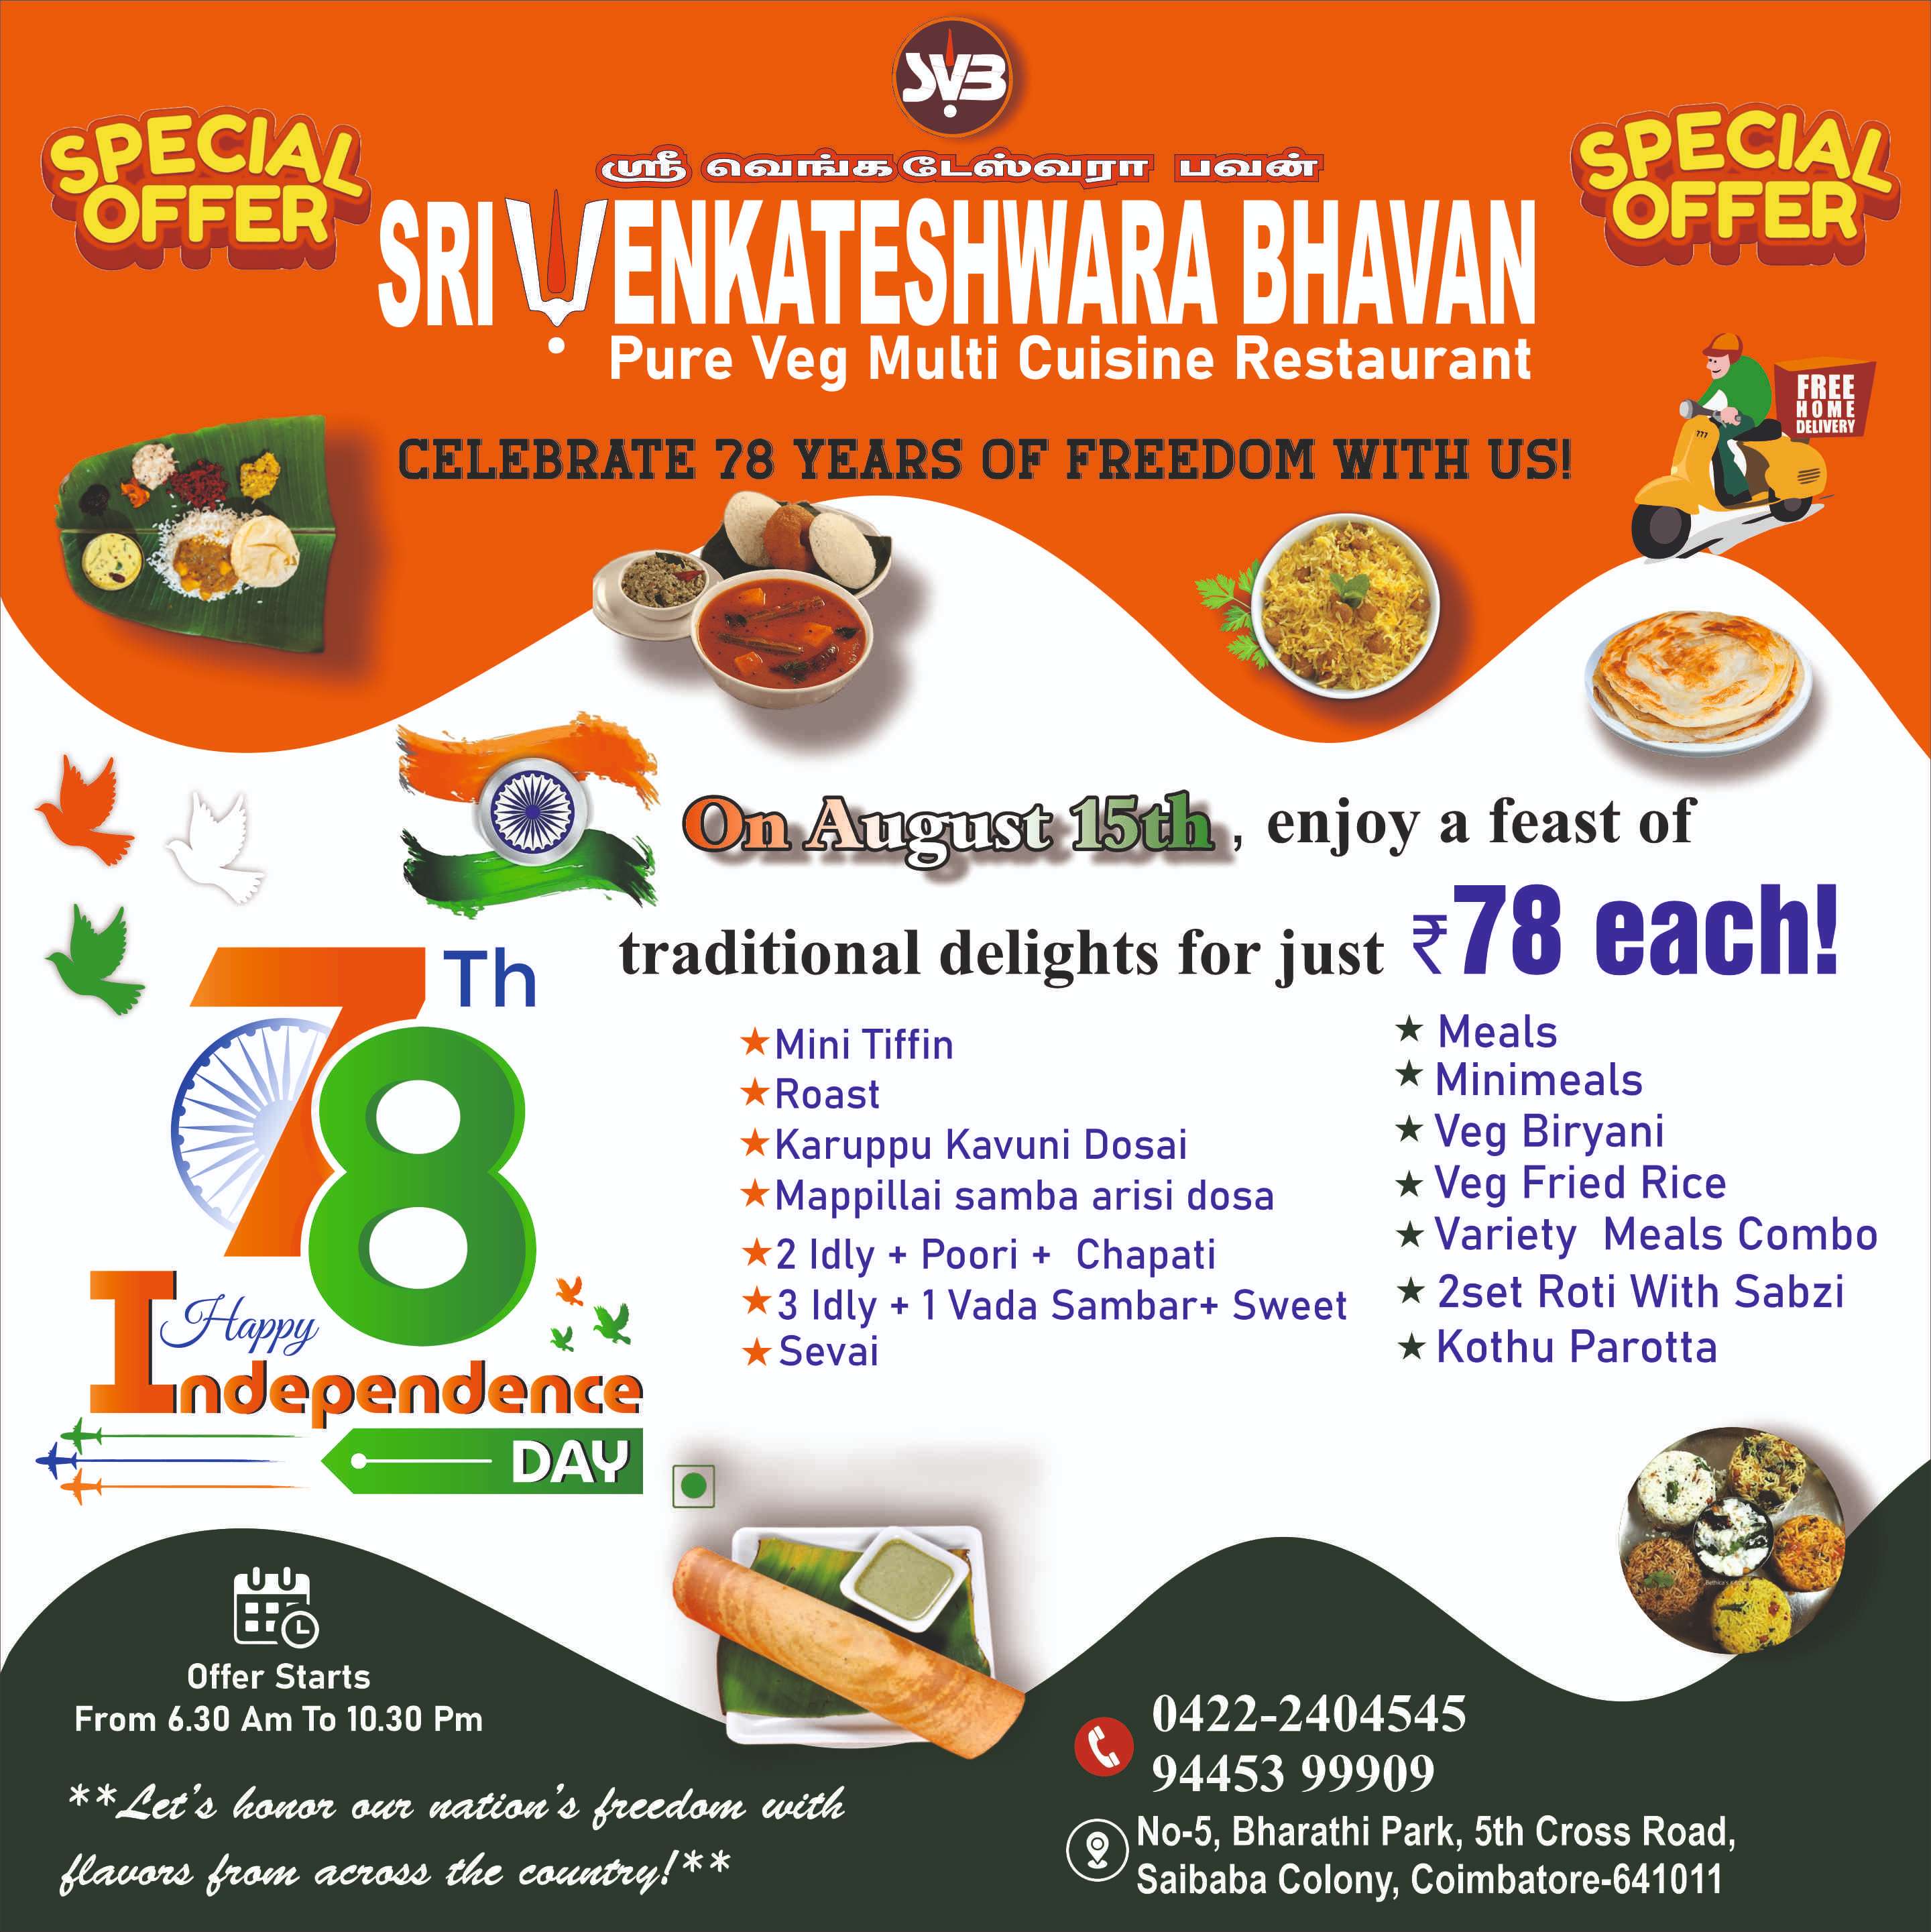 SVB
ஸ்ரீ வெங்கடேஸ்வரா பவன்
SPECIAL
OFFER
SPECIAL
OFFER
SRI VENKATESHWARA BHAVAN
Pure Veg Multi Cuisine Restaurant
FREE
HOME
DELIVERY
CELEBRATE 78 YEARS OF FREEDOM WITH US!
On August 15th , enjoy a feast of
traditional delights for just ₹78 each!
78Th
Happy
Independence
DAY
★Mini Tiffin
★Roast
★Karuppu Kavuni Dosai
★Mappillai samba arisi dosa
★2 Idly + Poori + Chapati
★3 Idly + 1 Vada Sambar+ Sweet
★Sevai
★ Meals
★ Minimeals
★ Veg Biryani
★ Veg Fried Rice
★ Variety Meals Combo
★ 2set Roti With Sabzi
★ Kothu Parotta
Offer Starts
From 6.30 Am To 10.30 Pm
**Let's honor our nation's freedom with
flavors from across the country!**
0422-2404545
94453 99909
No-5, Bharathi Park, 5th Cross Road,
Saibaba Colony, Coimbatore-641011